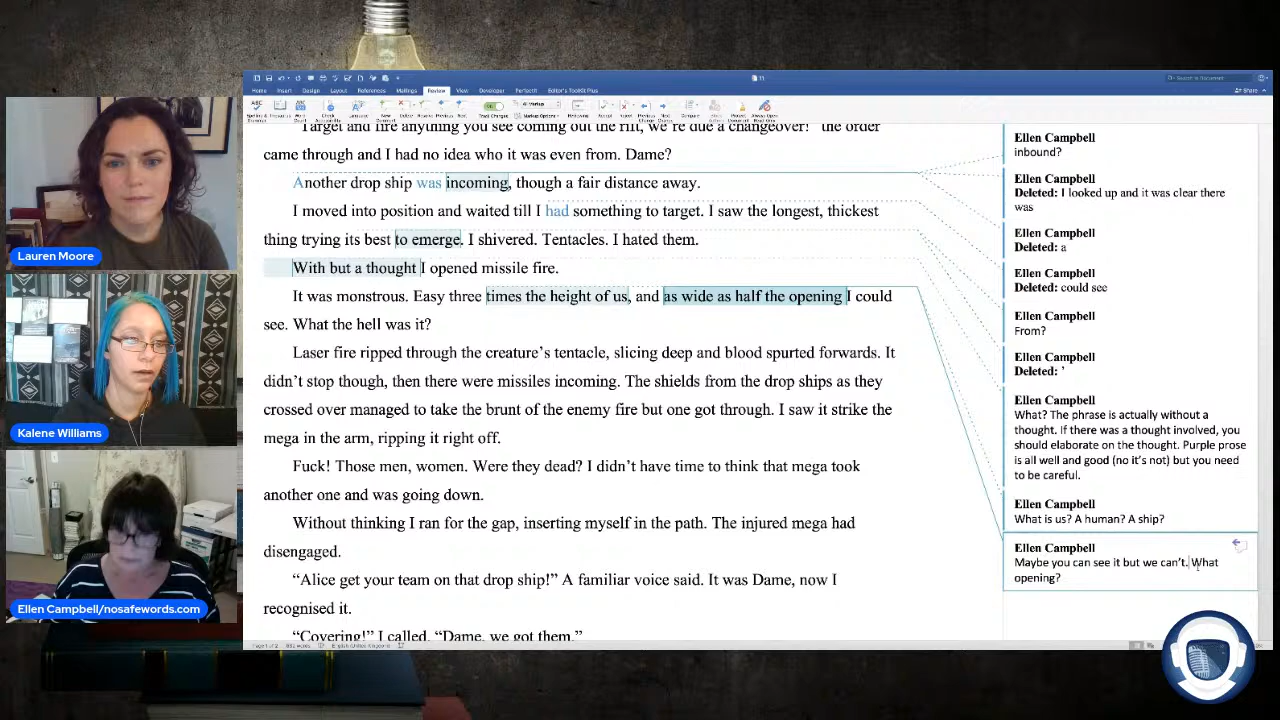 Home Insert Design Layout References Mailings Review View Developer PerfectIt Editor's ToolKit Plus
Share
"Target and fire anything you see coming out the rift, we're due a changeover!" the order
came through and I had no idea who it was even from. Dame?
Another drop ship was incoming, though a fair distance away.
I moved into position and waited till I had something to target. I saw the longest, thickest
thing trying its best to emerge. I shivered. Tentacles. I hated them.
With but a thought I opened missile fire.
It was monstrous. Easy three times the height of us, and as wide as half the opening I could
see. What the hell was it?
Laser fire ripped through the creature's tentacle, slicing deep and blood spurted forwards. It
didn't stop though, then there were missiles incoming. The shields from the drop ships as they
crossed over managed to take the brunt of the enemy fire but one got through. I saw it strike the
mega in the arm, ripping it right off.
Fuck! Those men, women. Were they dead? I didn't have time to think that mega took
another one and was going down.
Without thinking I ran for the gap, inserting myself in the path. The injured mega had
disengaged.
“Alice get your team on that drop ship!” A familiar voice said. It was Dame, now I
recognised it.
“Covering!” I called. “Dame, we got them.”
Ellen Campbell
inbound?
Ellen Campbell
Deleted: I looked up and it was clear there
was
Ellen Campbell
Deleted: a
Ellen Campbell
Deleted: could see
Ellen Campbell
From?
Ellen Campbell
Deleted: '
Ellen Campbell
What? The phrase is actually without a
thought. If there was a thought involved, you
should elaborate on the thought. Purple prose
is all well and good (no it's not) but you need
to be careful.
Ellen Campbell
What is us? A human? A ship?
Ellen Campbell
Maybe you can see it but we can't. What
opening?
Lauren Moore
Kalene Williams
Ellen Campbell/nosafewords.com